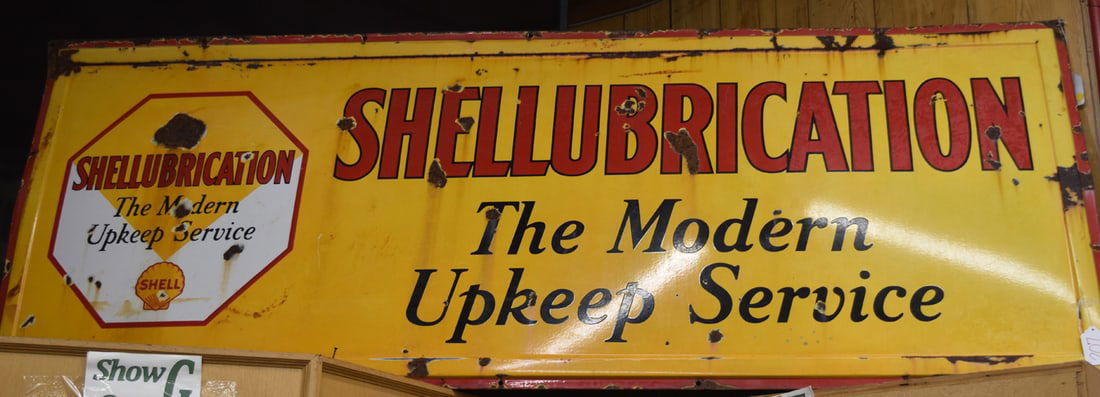 SHELLUBRICATION
The Modern
Upkeep Service
SHELL
SHELLUBRICATION
The Modern
Upkeep Service
Show